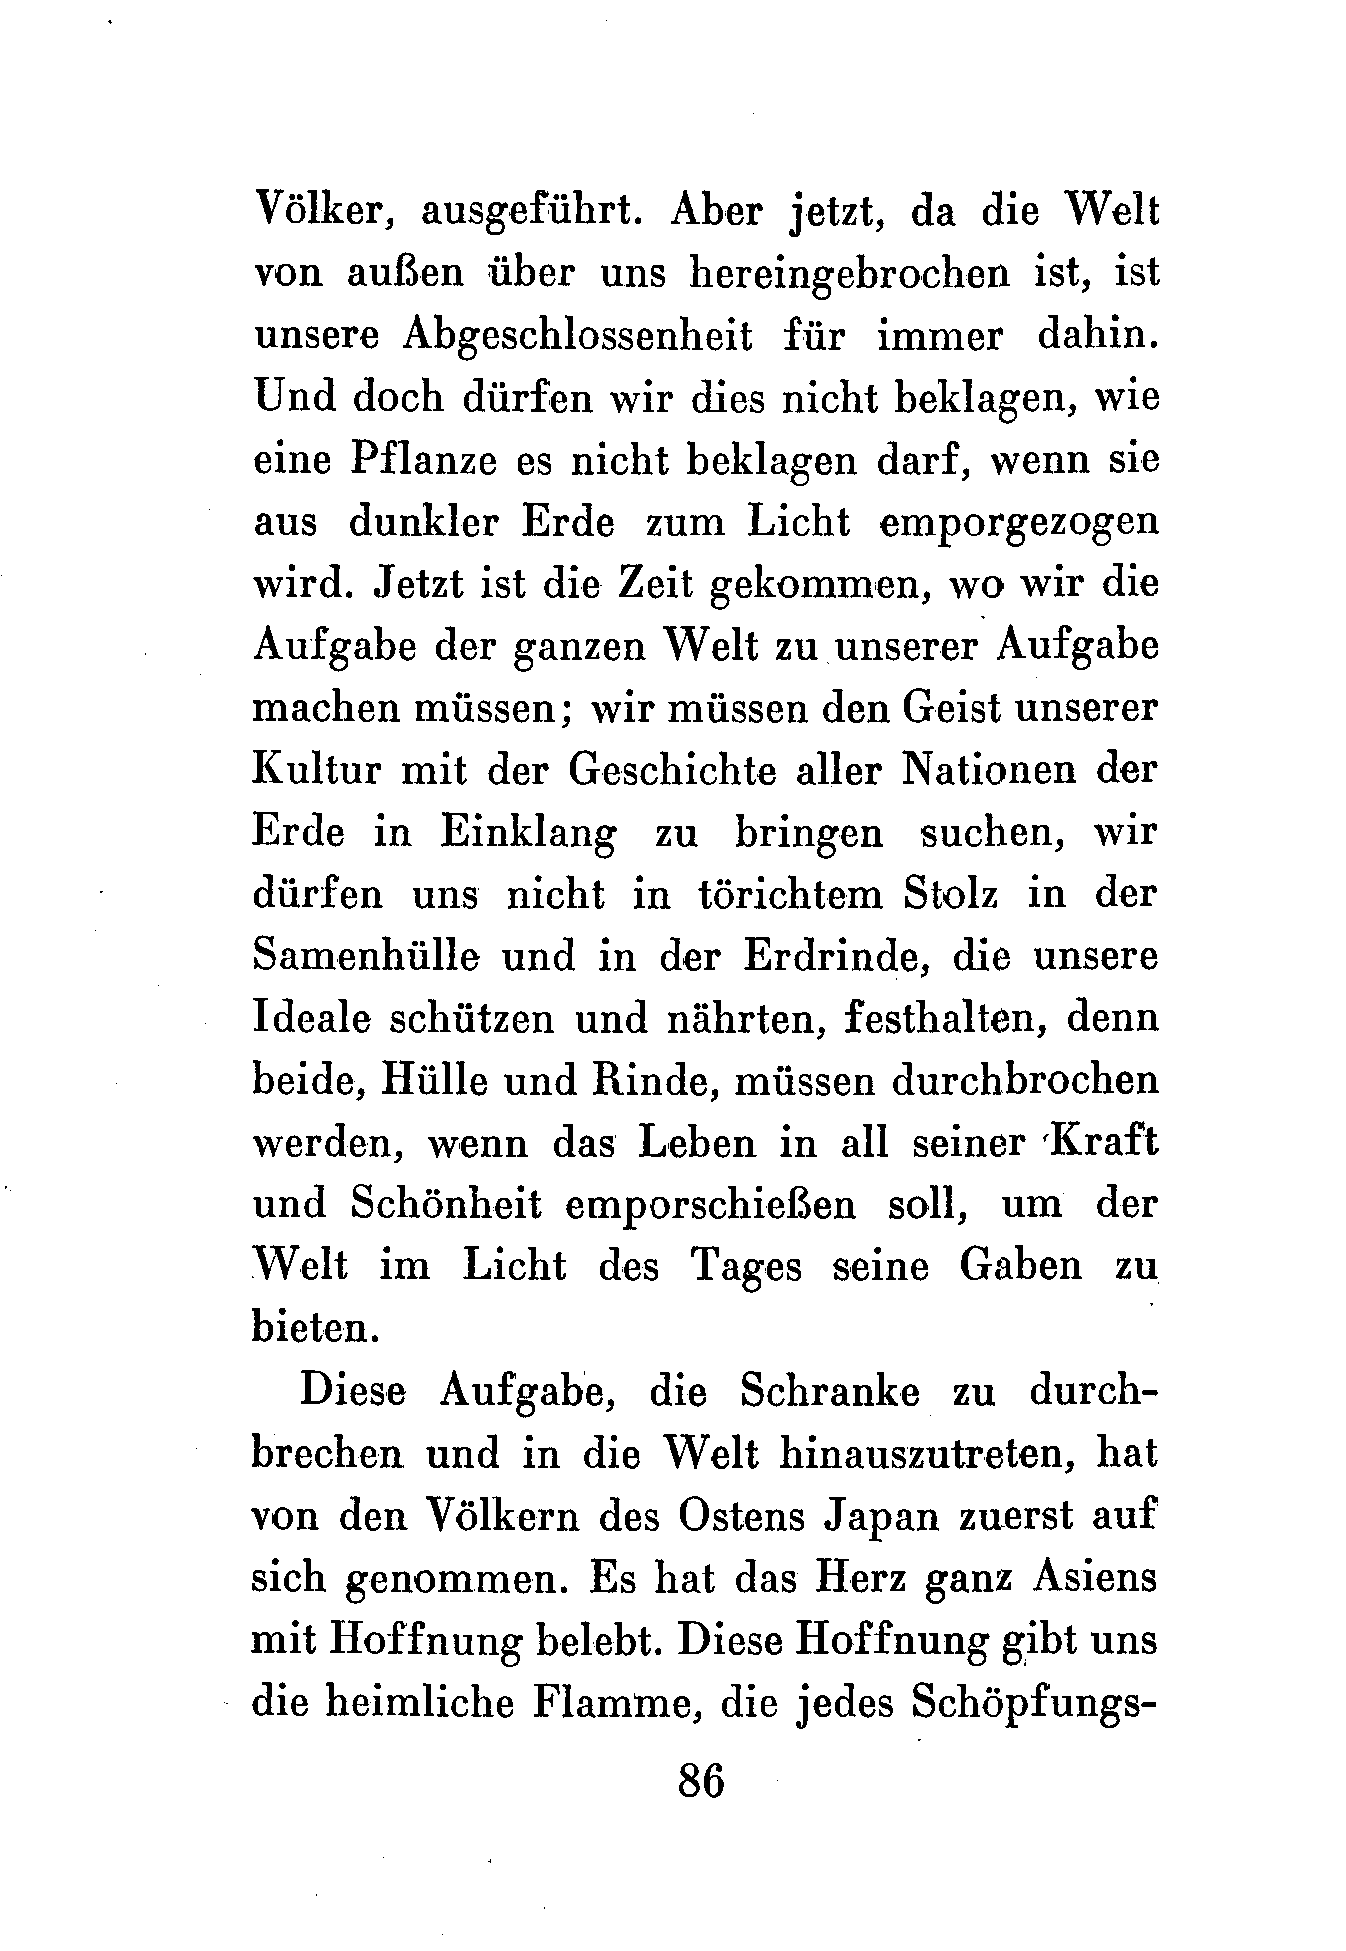 Völker, ausgeführt. Aber jetzt, da die Welt
von außen über uns hereingebrochen ist, ist
unsere Abgeschlossenheit für immer dahin.
Und doch dürfen wir dies nicht beklagen, wie
eine Pflanze es nicht beklagen darf, wenn sie
aus dunkler Erde zum Licht emporgezogen
wird. Jetzt ist die Zeit gekommen, wo wir die
Aufgabe der ganzen Welt zu unserer Aufgabe
machen müssen; wir müssen den Geist unserer
Kultur mit der Geschichte aller Nationen der
Erde in Einklang zu bringen suchen, wir
dürfen uns nicht in törichtem Stolz in der
Samenhülle und in der Erdrinde, die unsere
Ideale schützen und nährten, festhalten, denn
beide, Hülle und Rinde, müssen durchbrochen
werden, wenn das Leben in all seiner Kraft
und Schönheit emporschießen soll, um der
Welt im Licht des Tages seine Gaben zu
bieten.
Diese Aufgabe, die Schranke zu durch-
brechen und in die Welt hinauszutreten, hat
von den Völkern des Ostens Japan zuerst auf
sich genommen. Es hat das Herz ganz Asiens
mit Hoffnung belebt. Diese Hoffnung gibt uns
die heimliche Flamme, die jedes Schöpfungs-
86